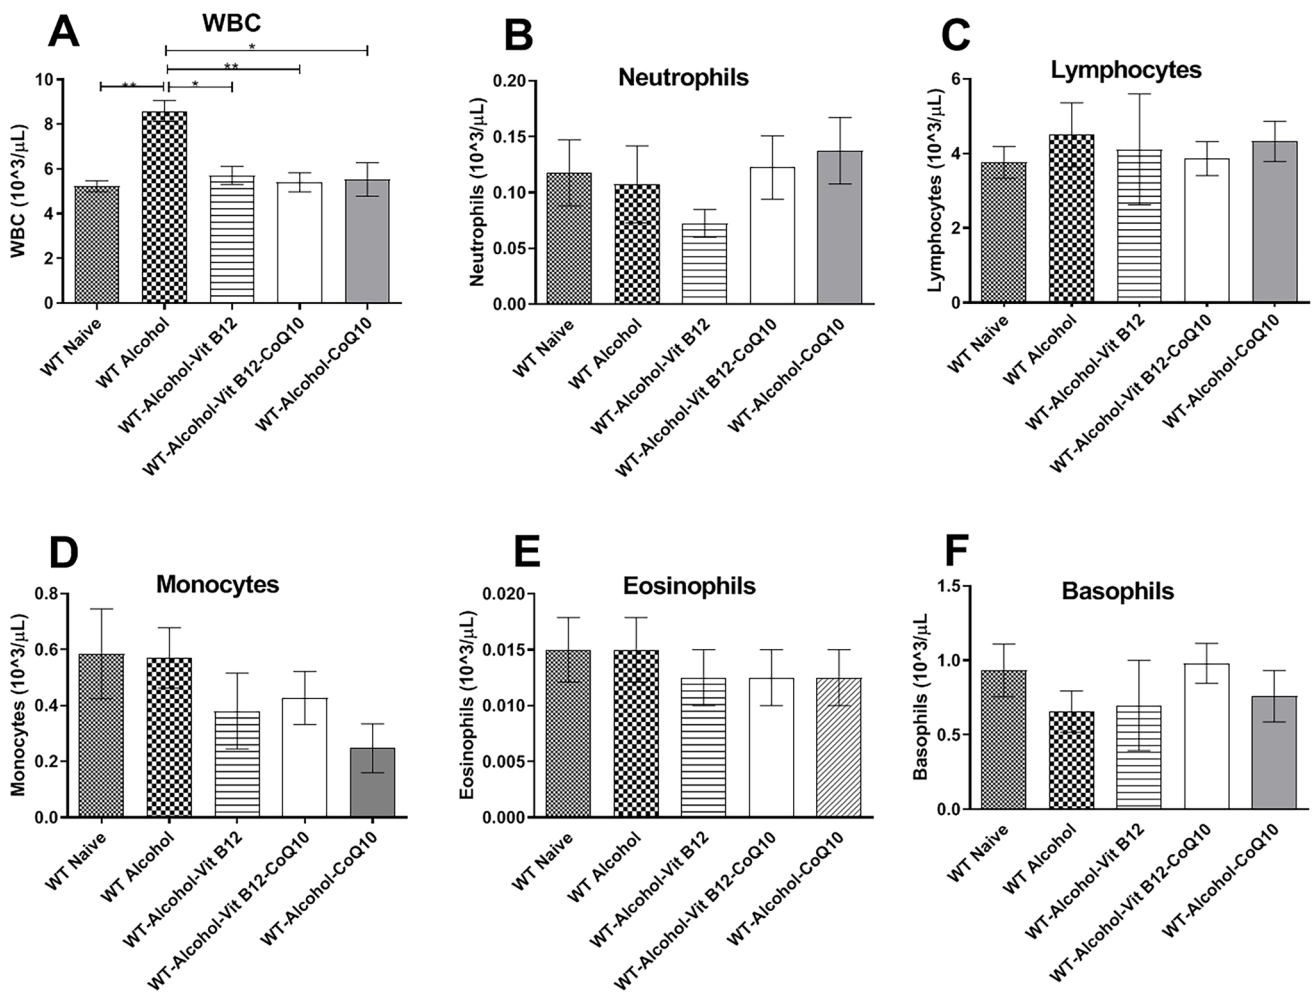 A
WBC
*
**
** *
WBC (10^3/μL)
10
8
6
4
2
0
WT Naive
WT Alcohol
WT-Alcohol-Vit B12
WT-Alcohol-Vit B12-CoQ10
WT-Alcohol-CoQ10
B
Neutrophils
Neutrophils (10^3/μL)
0.20
0.15
0.10
0.05
0.00
WT Naive
WT Alcohol
WT-Alcohol-Vit B12
WT-Alcohol-Vit B12-CoQ10
WT-Alcohol-CoQ10
C
Lymphocytes
Lymphocytes (10^3/μL)
6
4
2
0
WT Naive
WT Alcohol
WT-Alcohol-Vit B12
WT-Alcohol-Vit B12-CoQ10
WT-Alcohol-CoQ10
D
Monocytes
Monocytes (10^3/μL)
0.8
0.6
0.4
0.2
0.0
WT Naive
WT Alcohol
WT-Alcohol-Vit B12
WT-Alcohol-Vit B12-CoQ10
WT-Alcohol-CoQ10
E
Eosinophils
Eosinophils (10^3/μL)
0.020
0.015
0.010
0.005
0.000
WT Naive
WT Alcohol
WT-Alcohol-Vit B12
WT-Alcohol-Vit B12-CoQ10
WT-Alcohol-CoQ10
F
Basophils
Basophils (10^3/μL
1.5
1.0
0.5
0.0
WT Naive
WT Alcohol
WT-Alcohol-Vit B12
WT-Alcohol-Vit B12-CoQ10
WT-Alcohol-CoQ10